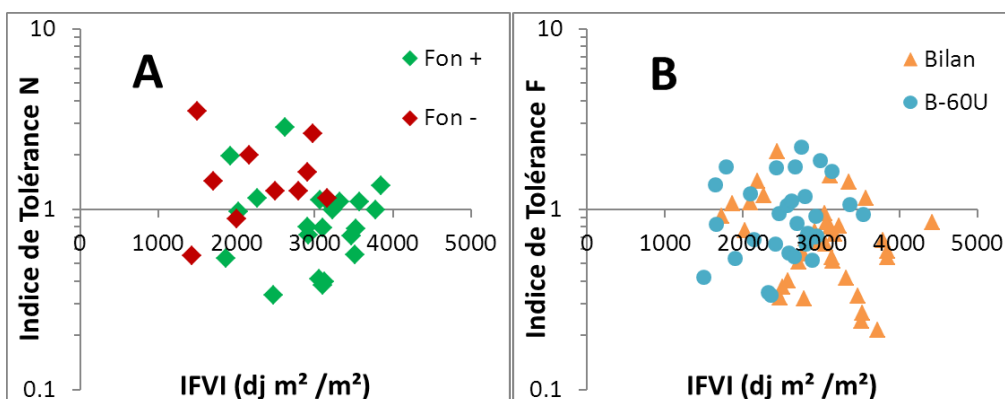 10
A
Fon +
Fon -
Indice de Tolérance N
1
0 1000 2000 3000 4000 5000
0.1
IFVI (dj m² /m²)
10
B
Bilan
B-60U
Indice de Tolérance F
1
0 1000 2000 3000 4000 5000
0.1
IFVI (dj m² /m²)